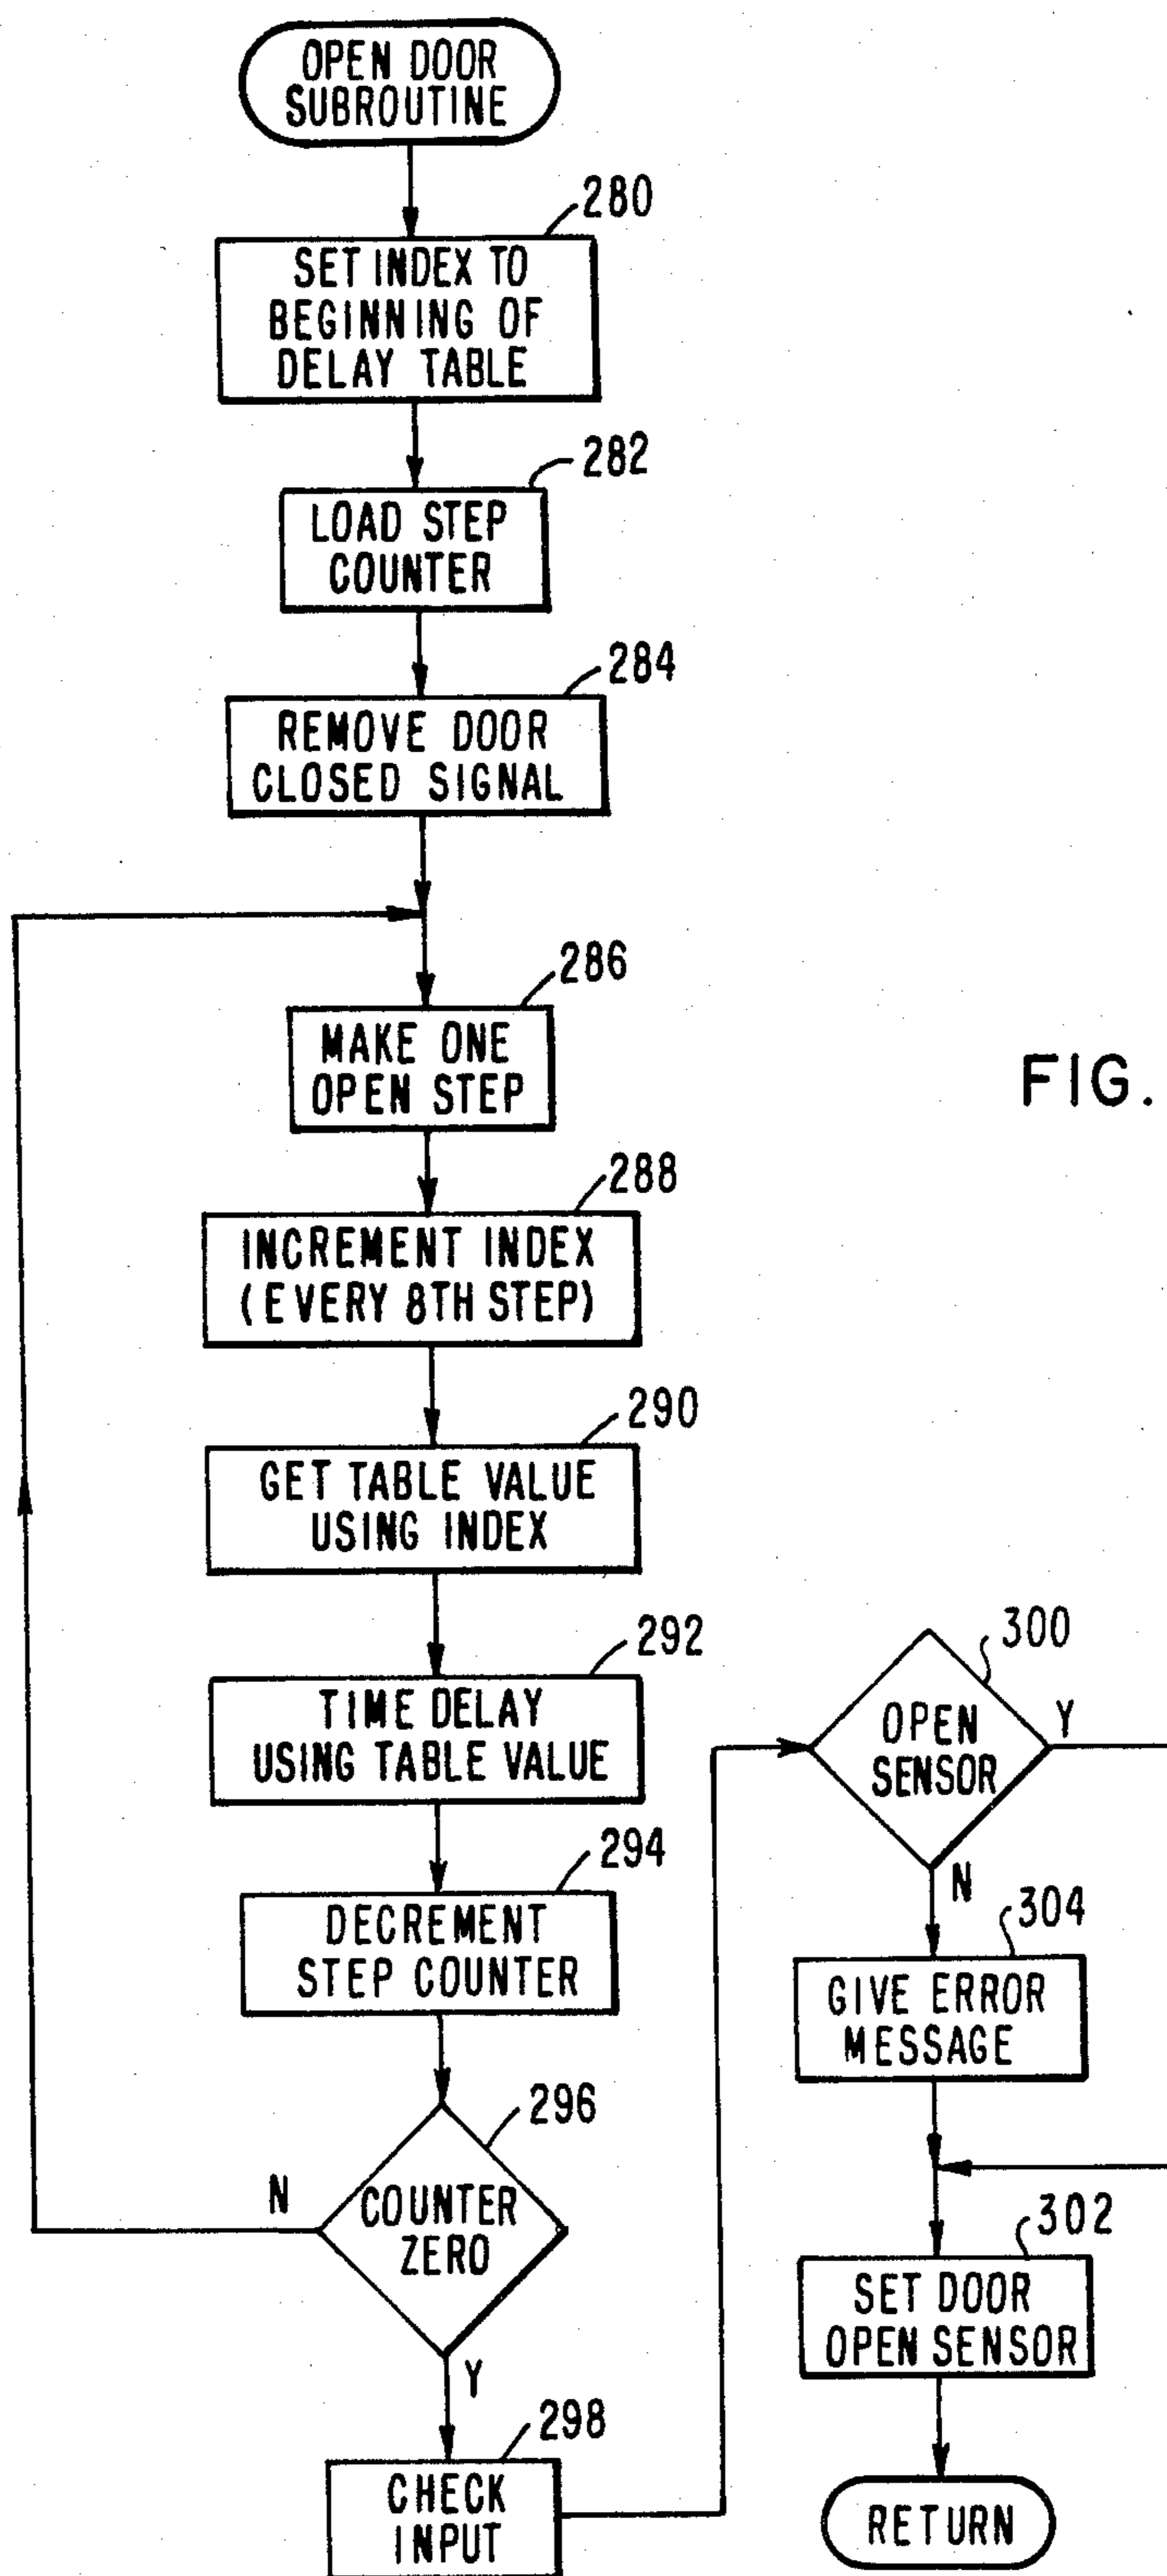 OPEN DOOR
SUBROUTINE
280
SET INDEX TO
BEGINNING OF
DELAY TABLE
282
LOAD STEP
COUNTER
284
REMOVE DOOR
CLOSED SIGNAL
286
MAKE ONE
OPEN STEP
FIG.
288
INCREMENT INDEX
(EVERY 8TH STEP)
290
GET TABLE VALUE
USING INDEX
292
TIME DELAY
USING TABLE VALUE
294
DECREMENT
STEP COUNTER
296
N
COUNTER
ZERO
Y
298
CHECK
INPUT
300
OPEN
SENSOR
Y
N
304
GIVE ERROR
MESSAGE
302
SET DOOR
OPEN SENSOR
RETURN